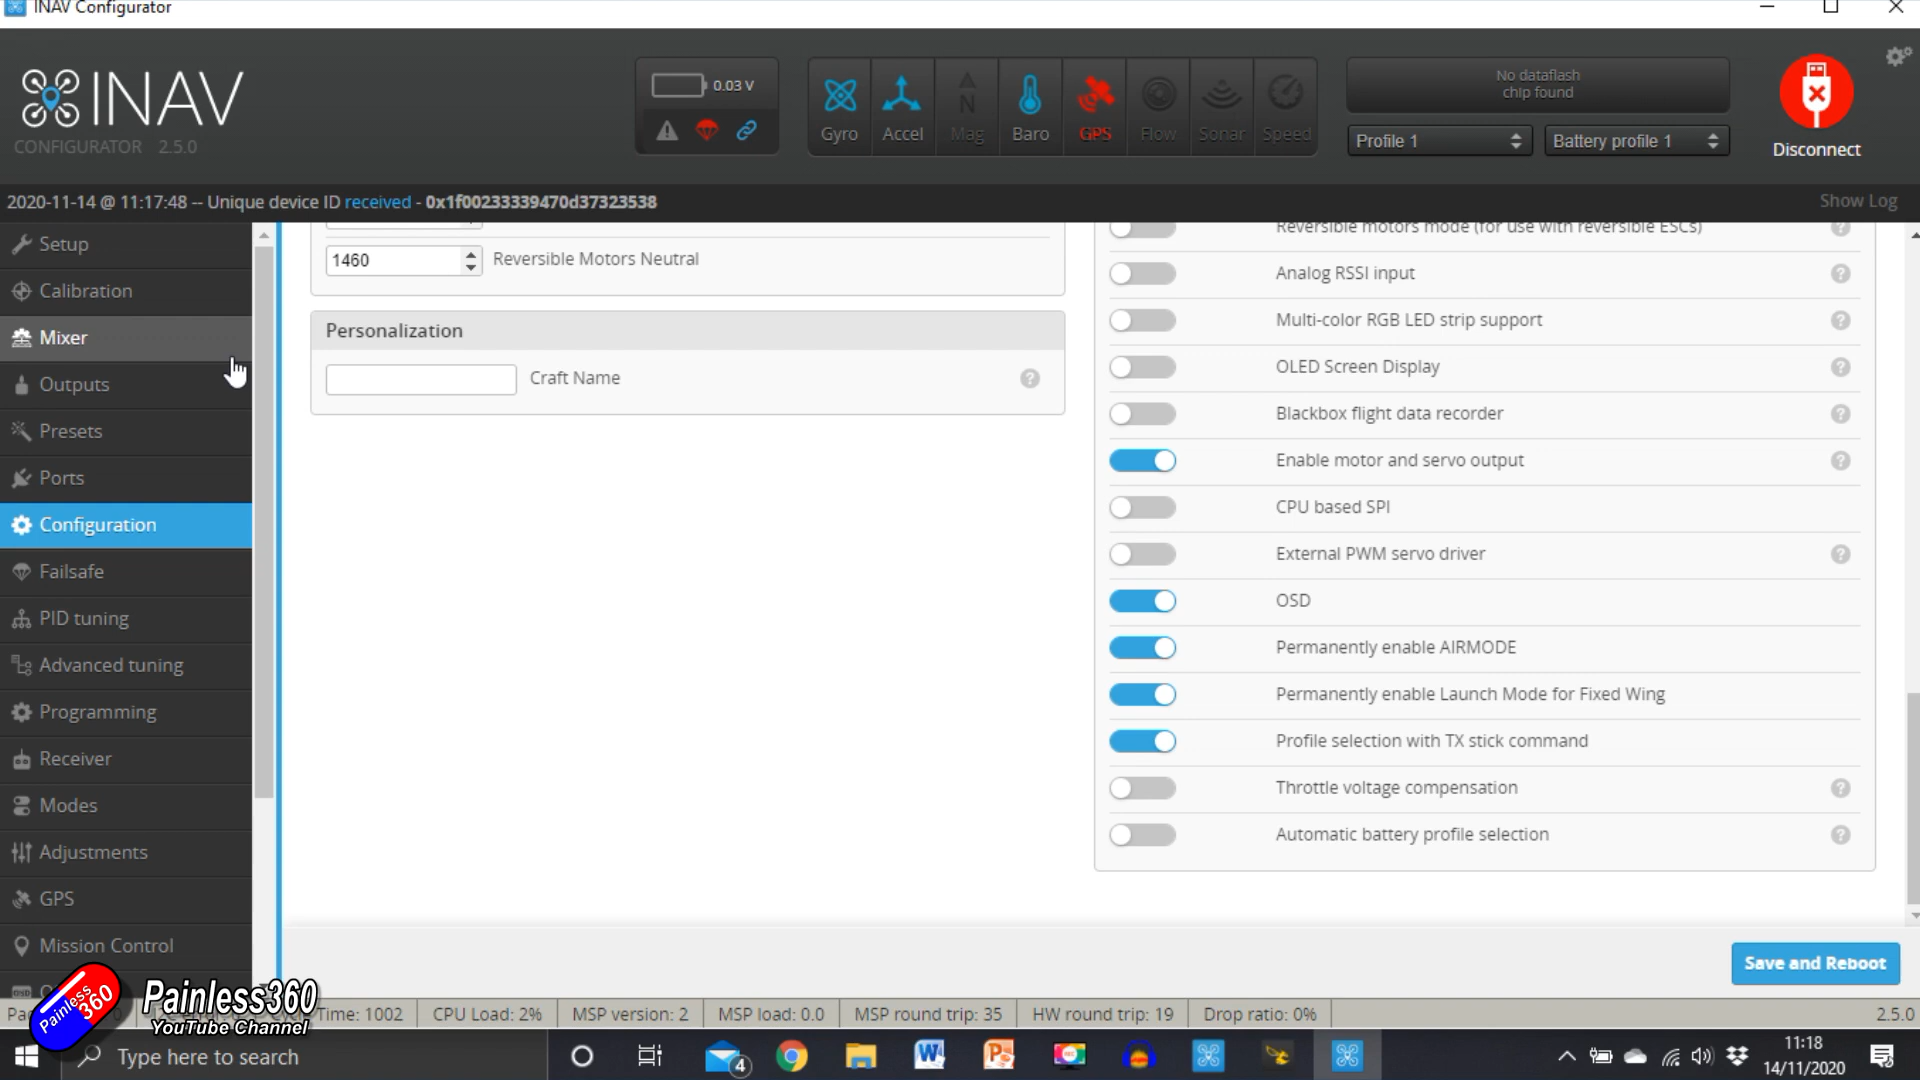 INAV Configurator
INAV
CONFIGURATOR 2.5.0
0.03 V
Gyro
Accel
Mag
Baro
GPS
Flow
Sonar
Speed
No dataflash
chip found
Profile 1
Battery profile 1
Disconnect
2020-11-14 @ 11:17:48 -- Unique device ID received - 0x1f00233339470d37323538
Show Log
Setup
Calibration
Mixer
Outputs
Presets
Ports
Configuration
Failsafe
PID tuning
Advanced tuning
Programming
Receiver
Modes
Adjustments
GPS
Mission Control
1460 Reversible Motors Neutral
Personalization
Craft Name
Reversible motors mode (for use with reversible ESCs)
Analog RSSI input
Multi-color RGB LED strip support
OLED Screen Display
Blackbox flight data recorder
Enable motor and servo output
CPU based SPI
External PWM servo driver
OSD
Permanently enable AIRMODE
Permanently enable Launch Mode for Fixed Wing
Profile selection with TX stick command
Throttle voltage compensation
Automatic battery profile selection
Save and Reboot
Painless360
Painless360
YouTube Channel
Time: 1002
CPU Load: 2%
MSP version: 2
MSP load: 0.0
MSP round trip: 35
HW round trip: 19
Drop ratio: 0%
2.5.0
Type here to search
4
11:18
14/11/2020